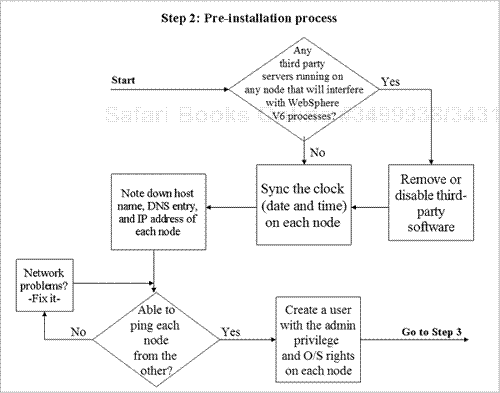 Step 2: Pre-installation process
Any
third party
servers running on
any node that will interfere
with WebSphere
V6 processes?
Start
Yes
No
Remove or
disable third-
party
software
Sync the clock
(date and time)
on each node
Note down host
name, DNS entry,
and IP address of
each node
Network
problems?
-Fix it-
Able to
ping each
node
from the
other?
No
Yes
Create a user
with the admin
privilege
and O/S rights
on each node
Go to Step 3
Safari Books